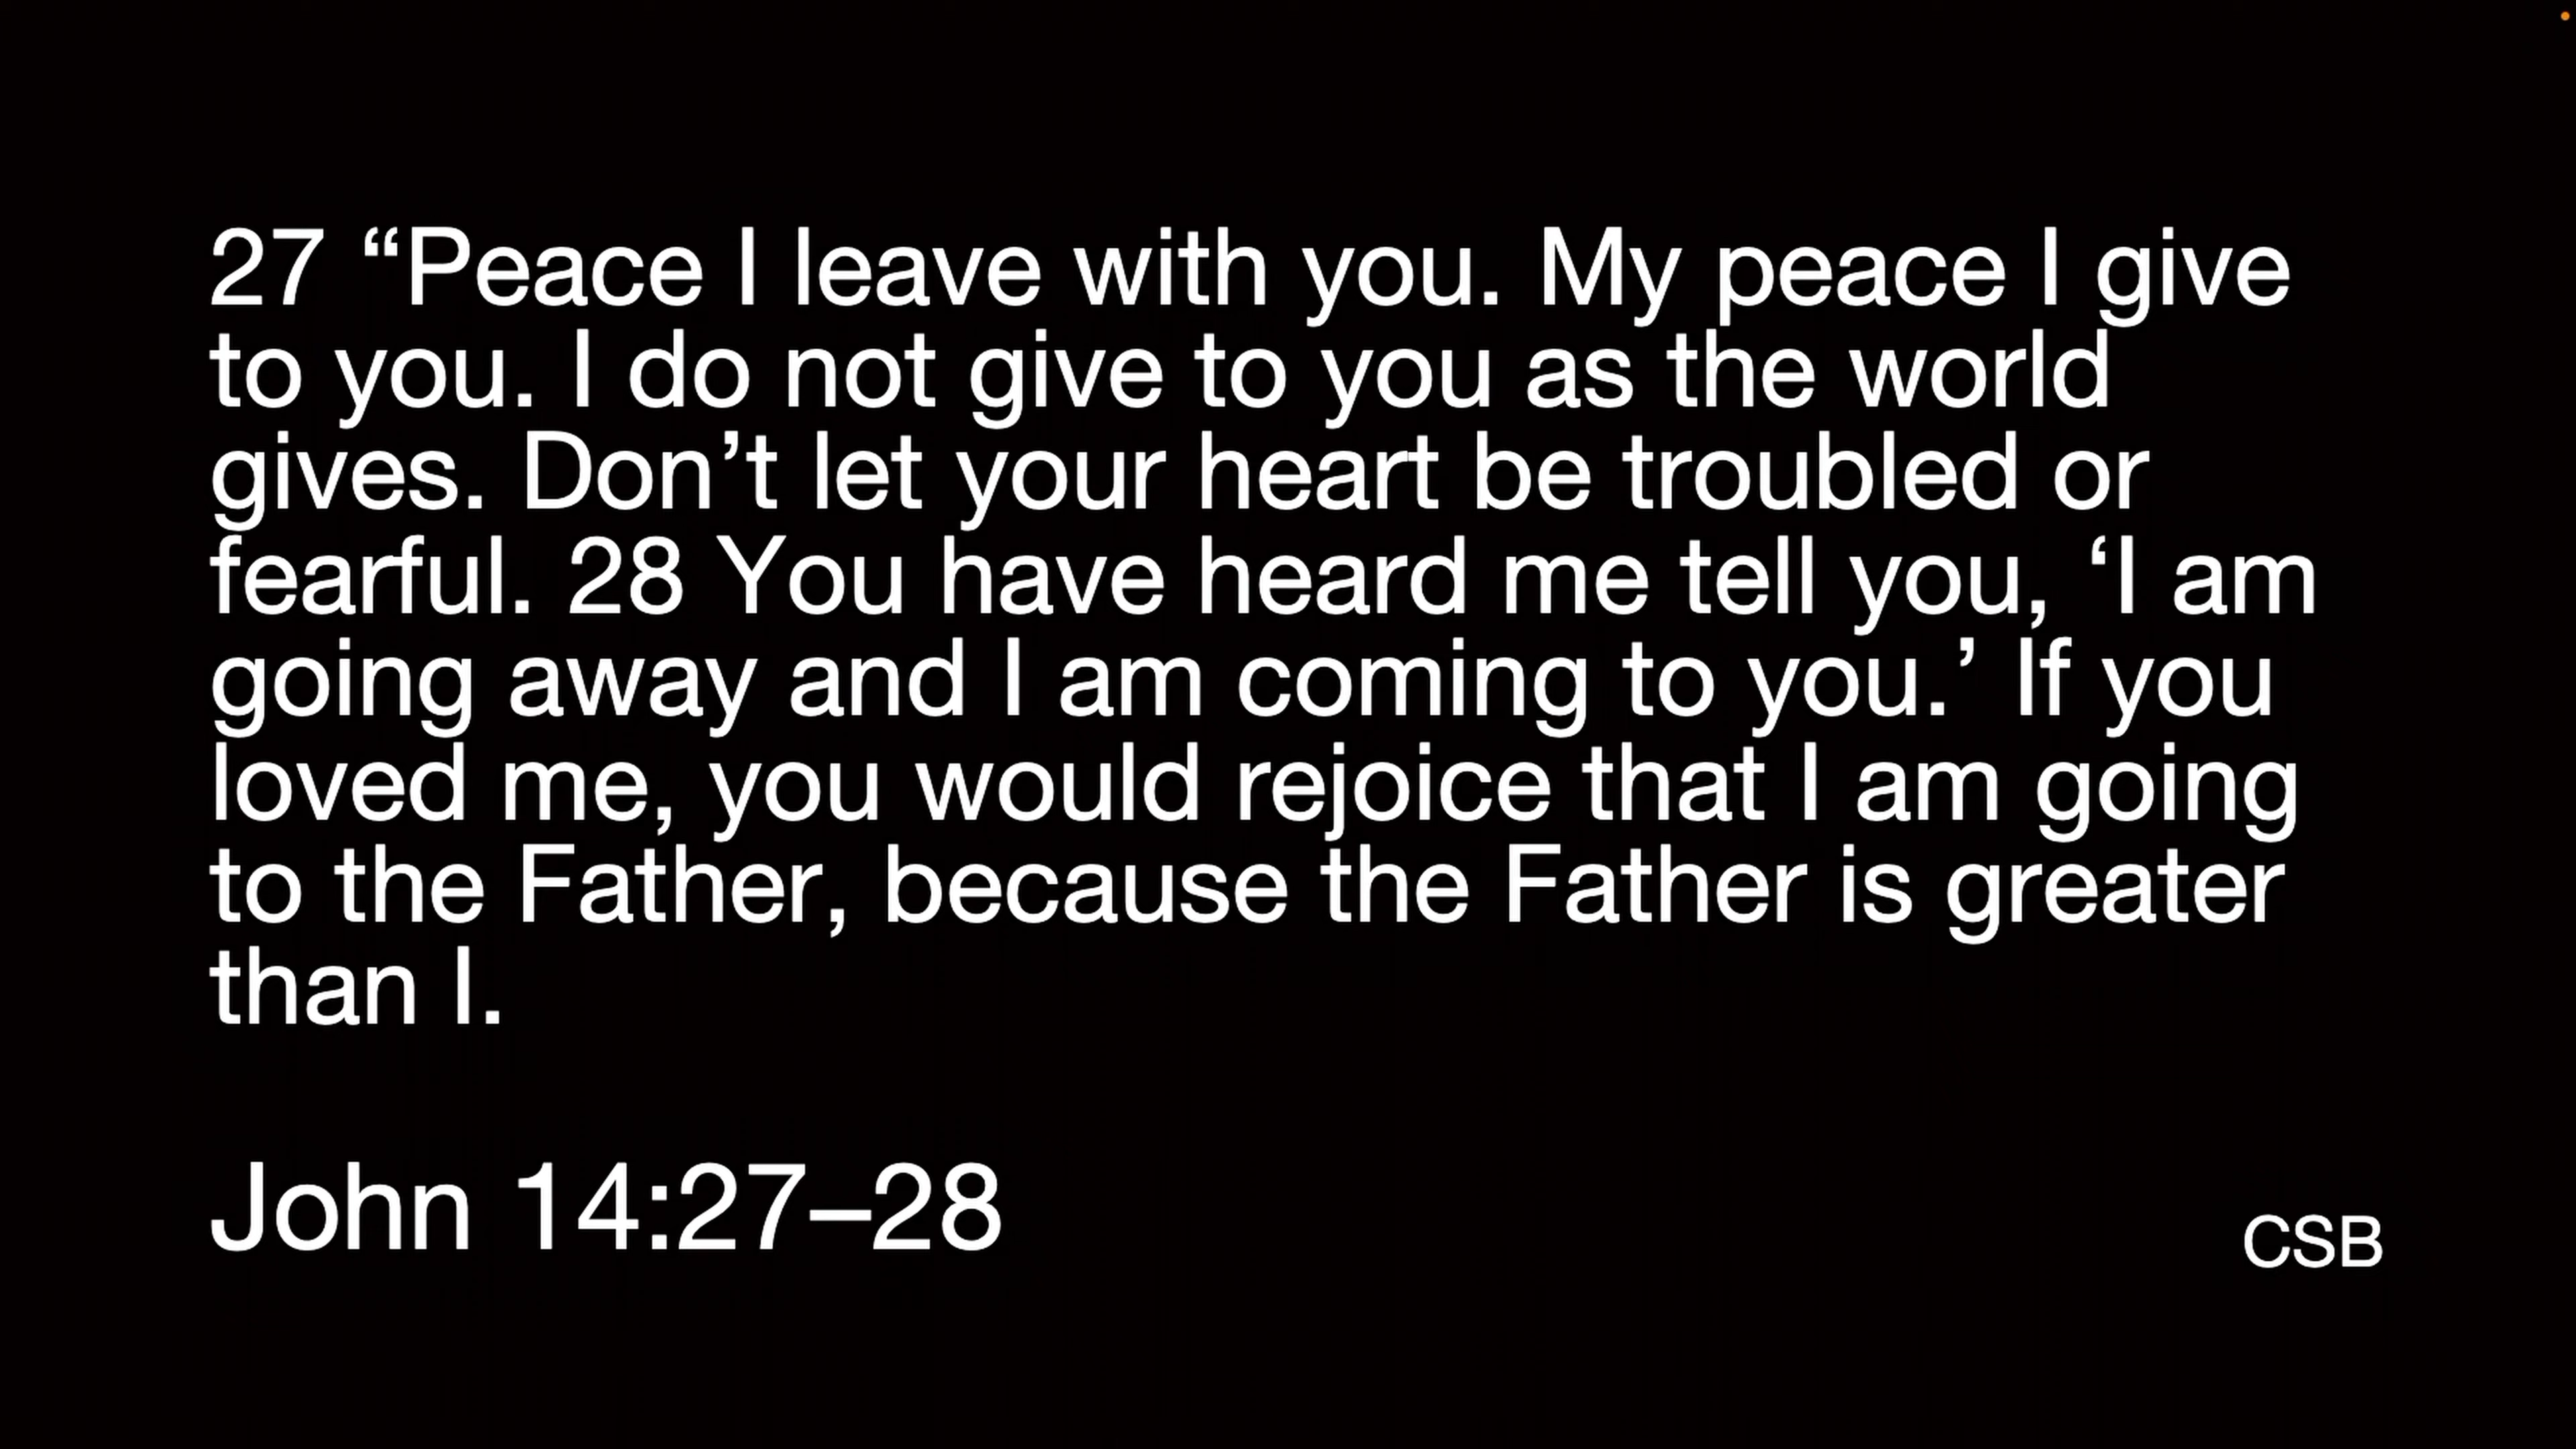 27 “Peace I leave with you. My peace I give
to you. I do not give to you as the world
gives. Don’t let your heart be troubled or
fearful. 28 You have heard me tell you, ‘I am
going away and I am coming to you.’ If you
loved me, you would rejoice that I am going
to the Father, because the Father is greater
than I.
John 14:27–28
CSB